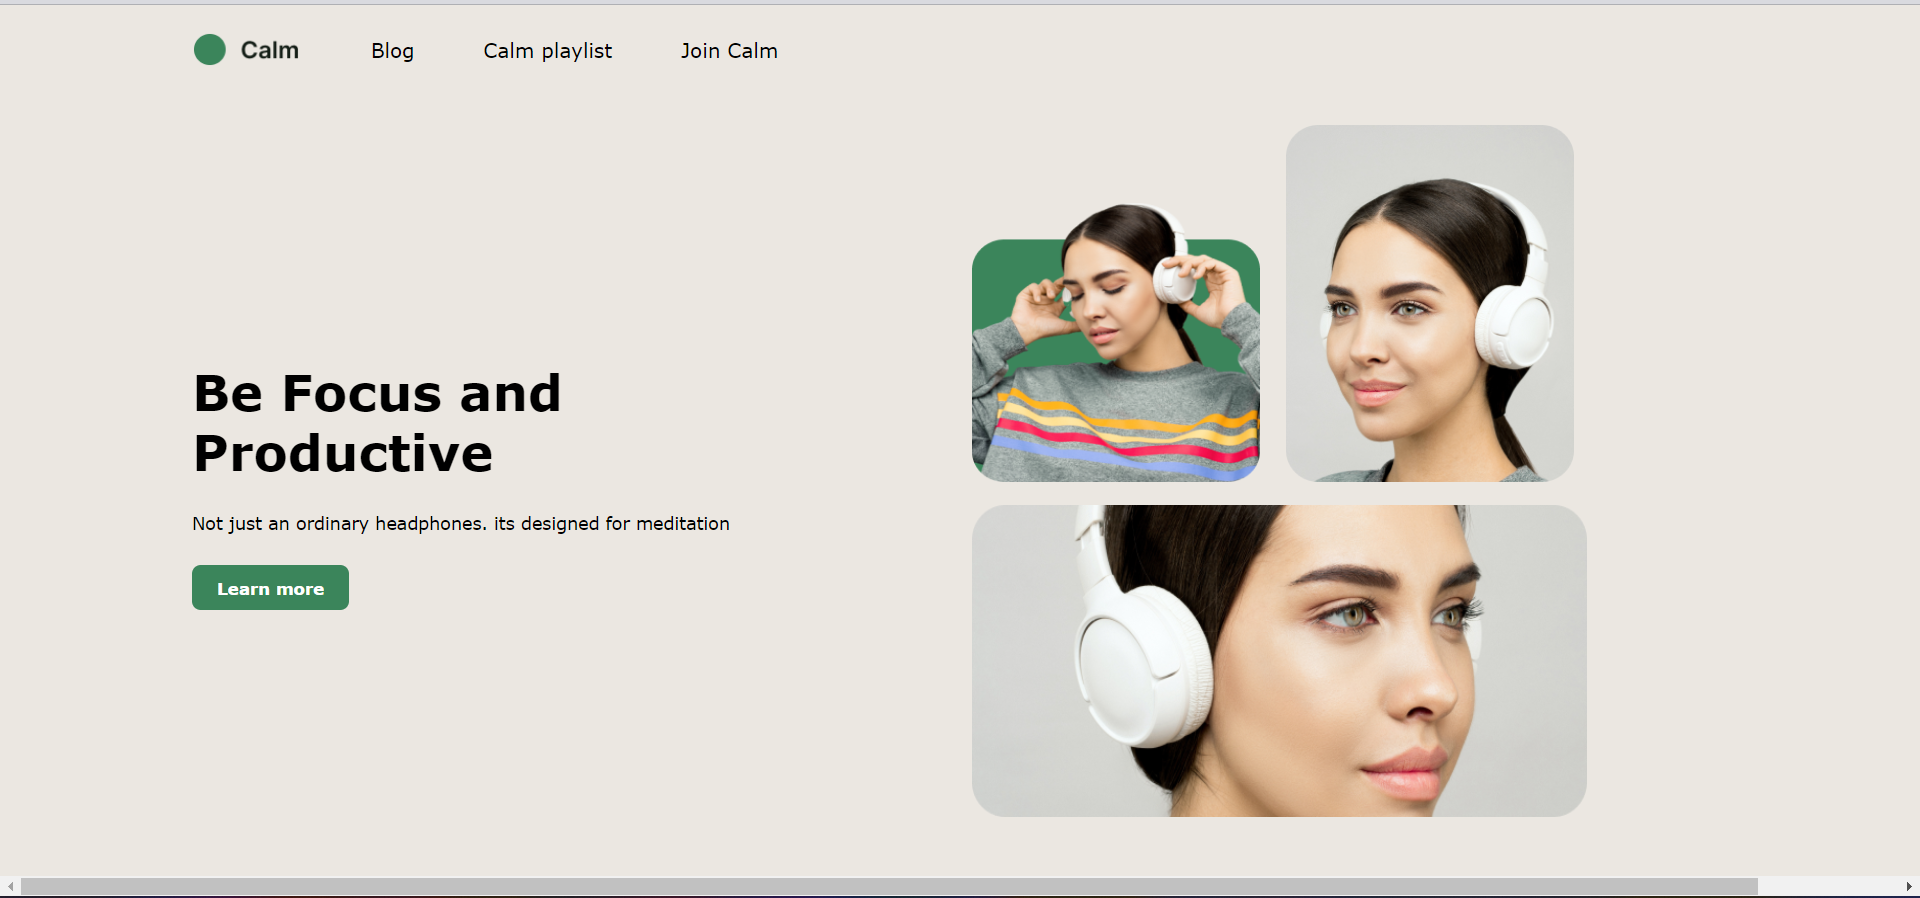 Calm Blog Calm playlist Join Calm
Be Focus and
Productive
Not just an ordinary headphones. its designed for meditation
Learn more